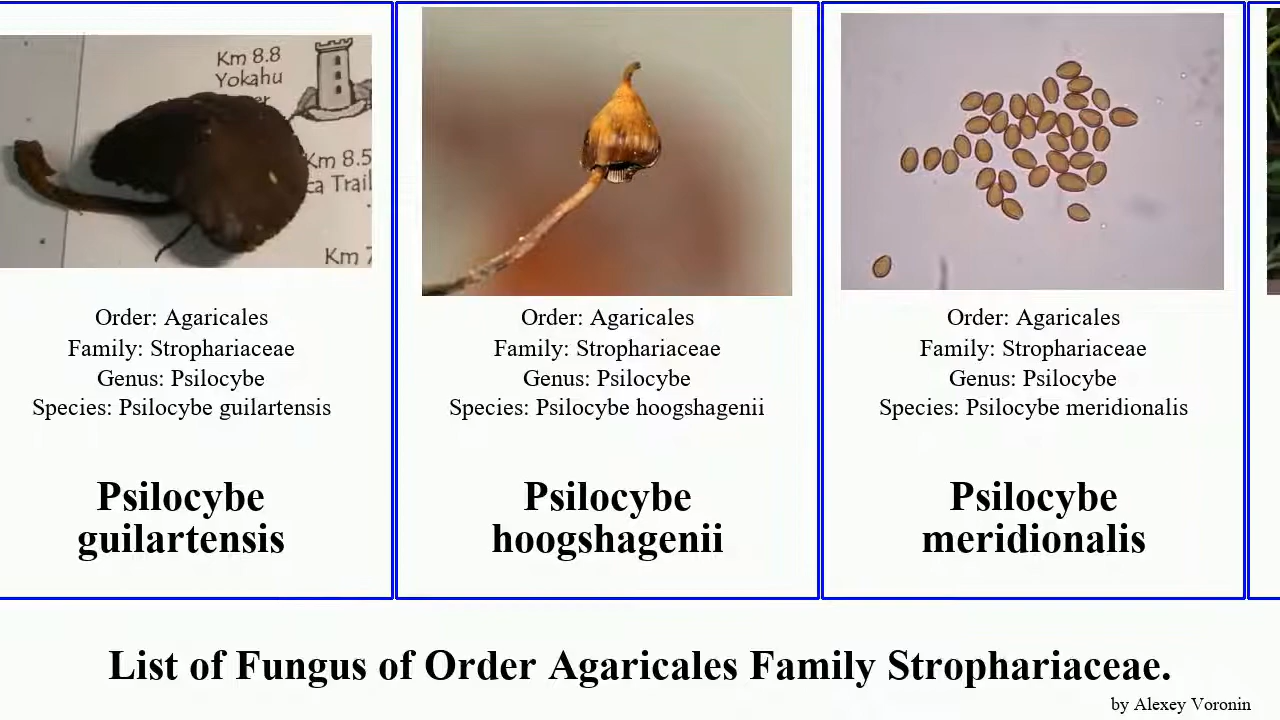 Km 8.8
Yokahu
Km 8.5
Trail
Km
Order: Agaricales
Family: Strophariaceae
Genus: Psilocybe
Species: Psilocybe guilartensis
Psilocybe
guilartensis
Order: Agaricales
Family: Strophariaceae
Genus: Psilocybe
Species: Psilocybe hoogshagenii
Psilocybe
hoogshagenii
Order: Agaricales
Family: Strophariaceae
Genus: Psilocybe
Species: Psilocybe meridionalis
Psilocybe
meridionalis
List of Fungus of Order Agaricales Family Strophariaceae.
by Alexey Voronin